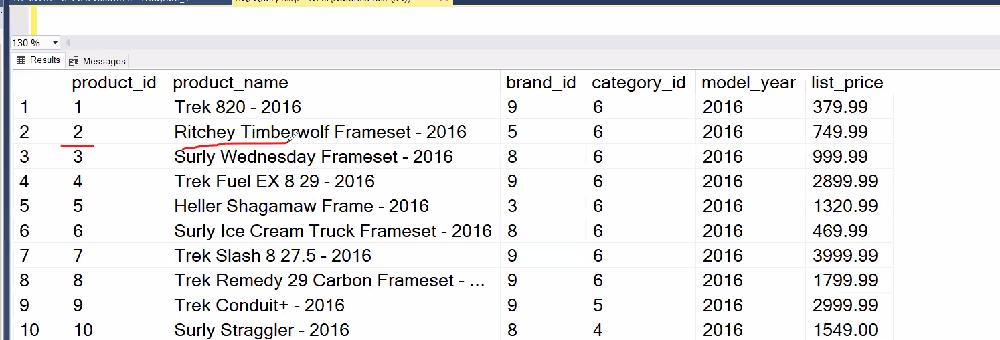 130 %
Results Messages
product_id product_name brand_id category_id model_year list_price
1 1 Trek 820 - 2016 9 6 2016 379.99
2 2 Ritchey Timberwolf Frameset - 2016 5 6 2016 749.99
3 3 Surly Wednesday Frameset - 2016 8 6 2016 999.99
4 4 Trek Fuel EX 8 29 - 2016 9 6 2016 2899.99
5 5 Heller Shagamaw Frame - 2016 3 6 2016 1320.99
6 6 Surly Ice Cream Truck Frameset - 2016 8 6 2016 469.99
7 7 Trek Slash 8 27.5 - 2016 9 6 2016 3999.99
8 8 Trek Remedy 29 Carbon Frameset - ... 9 6 2016 1799.99
9 9 Trek Conduit+ - 2016 9 5 2016 2999.99
10 10 Surly Straggler - 2016 8 4 2016 1549.00